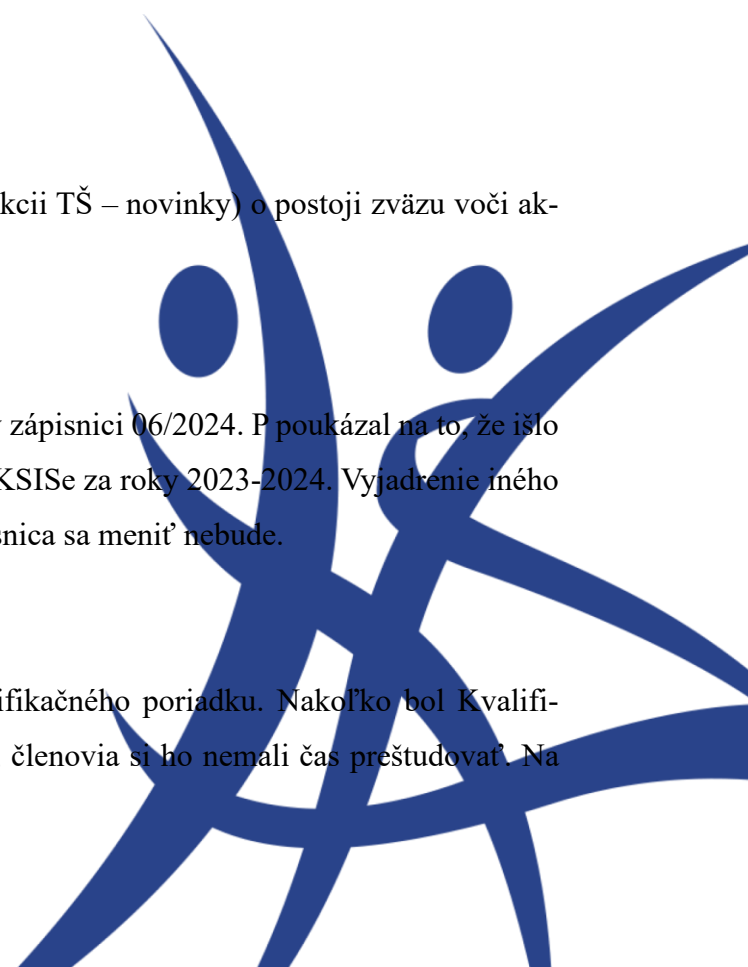 kcii TŠ – novinky) o postoji zväzu voči ak-
zápisnici 06/2024. P poukázal na to, že išlo
KSISe za roky 2023-2024. Vyjadrenie iného
snica sa meniť nebude.
ifikačného poriadku. Nakoľko bol Kvalifi-
členovia si ho nemali čas preštudovať. Na